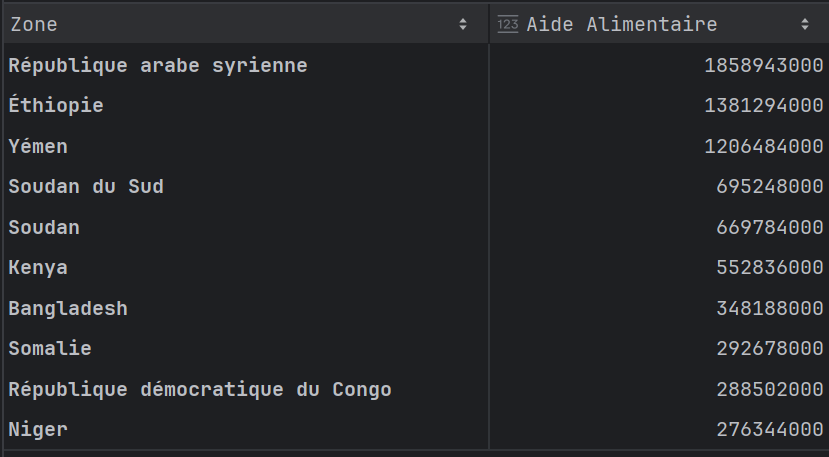 Zone 123 Aide Alimentaire
République arabe syrienne 1858943000
Éthiopie 1381294000
Yémen 1206484000
Soudan du Sud 695248000
Soudan 669784000
Kenya 552836000
Bangladesh 348188000
Somalie 292678000
République démocratique du Congo 288502000
Niger 276344000